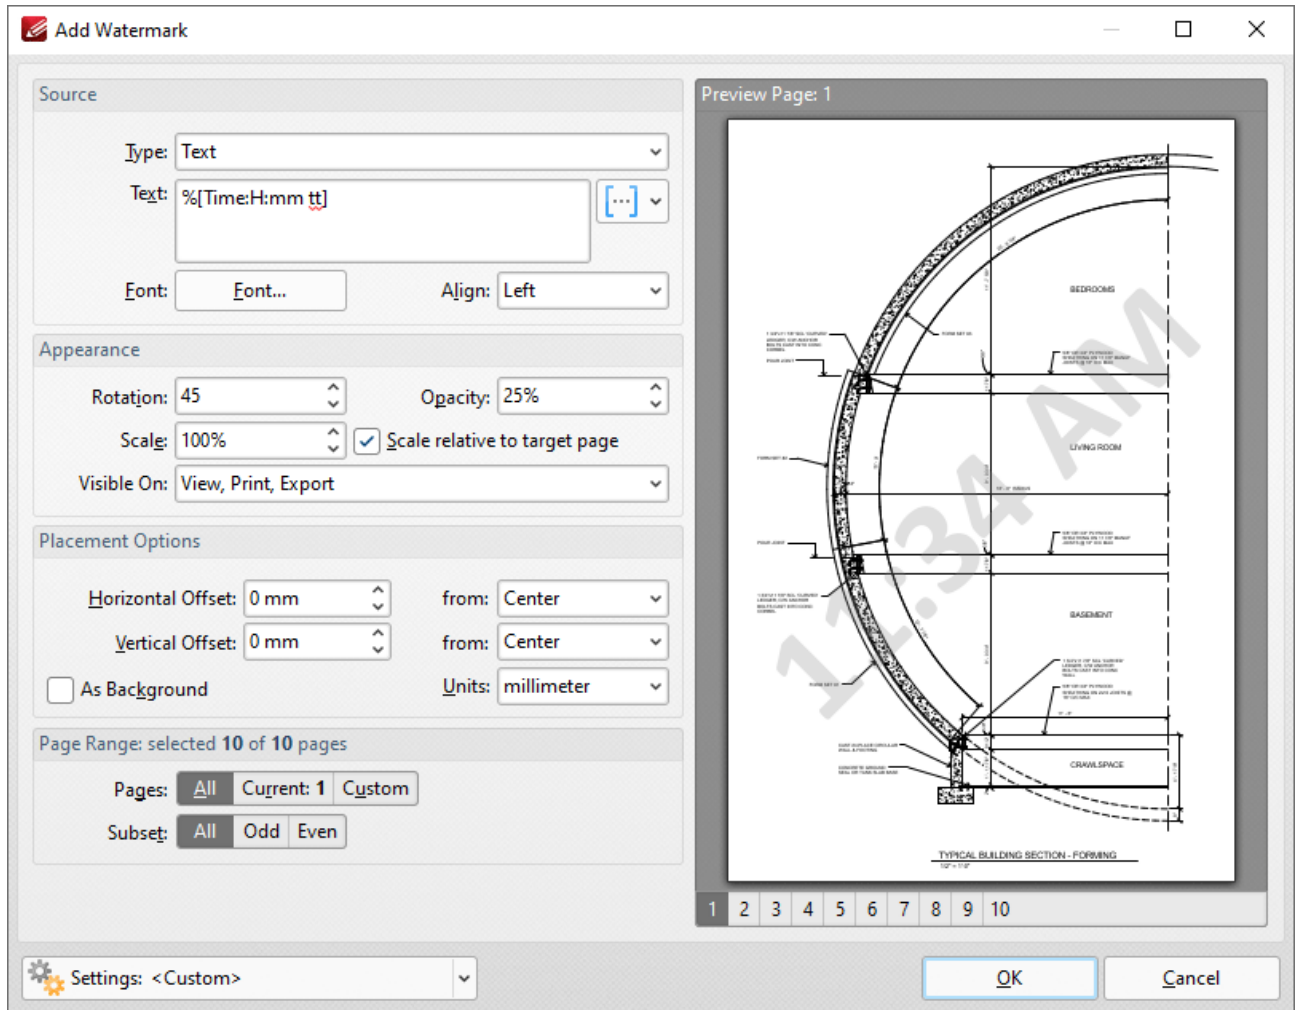 Add Watermark
Source
Type: Text
Text: %[Time:H:mm tt]
Font: Font... Align: Left
Appearance
Rotation: 45 Opacity: 25%
Scale: 100% Scale relative to target page
Visible On: View, Print, Export
Placement Options
Horizontal Offset: 0 mm from: Center
Vertical Offset: 0 mm from: Center
As Background Units: millimeter
Page Range: selected 10 of 10 pages
Pages: All Current: 1 Custom
Subset: All Odd Even
Preview Page: 1
BEDROOMS
LIVING ROOM
BASEMENT
CRAWLSPACE
11:34 AM
TYPICAL BUILDING SECTION - FORMING
1 2 3 4 5 6 7 8 9 10
Settings: <Custom> OK Cancel